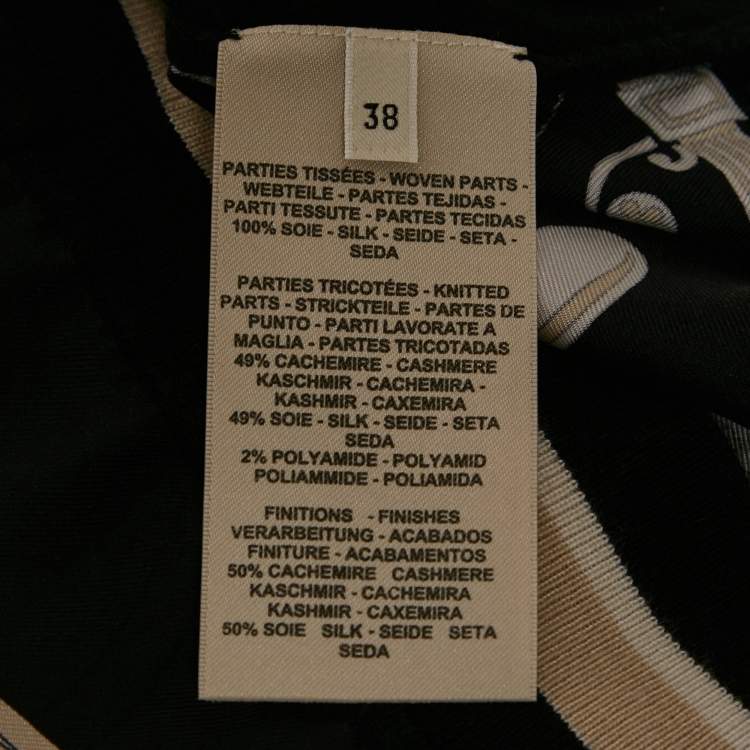 38
PARTIES TISSÉES - WOVEN PARTS -
WEBTEILE - PARTES TEJIDAS -
PARTI TESSUTE - PARTES TECIDAS
100% SOIE - SILK - SEIDE - SETA -
SEDA
PARTIES TRICOTÉES - KNITTED
PARTS - STRICKTEILE - PARTES DE
PUNTO - PARTI LAVORATE A
MAGLIA - PARTES TRICOTADAS
49% CACHEMIRE - CASHMERE
KASCHMIR - CACHEMIRA -
KASHMIR - CAXEMIRA
49% SOIE - SILK - SEIDE - SETA
SEDA
2% POLYAMIDE - POLYAMID
POLIAMMIDE - POLIAMIDA
FINITIONS - FINISHES
VERARBEITUNG - ACABADOS
FINITURE - ACABAMENTOS
50% CACHEMIRE CASHMERE
KASCHMIR - CACHEMIRA
KASHMIR - CAXEMIRA
50% SOIE SILK - SEIDE SETA
SEDA